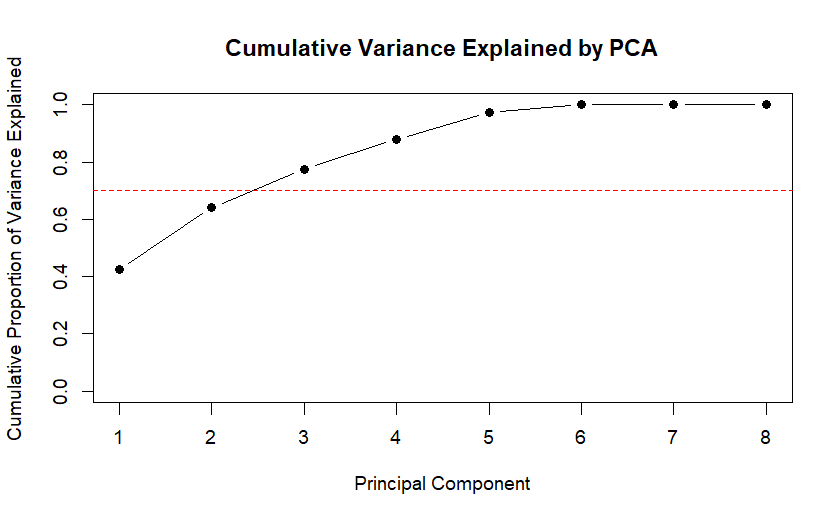 Cumulative Variance Explained by PCA
Cumulative Proportion of Variance Explained
1.0
0.8
0.6
0.4
0.2
0.0
1 2 3 4 5 6 7 8
Principal Component